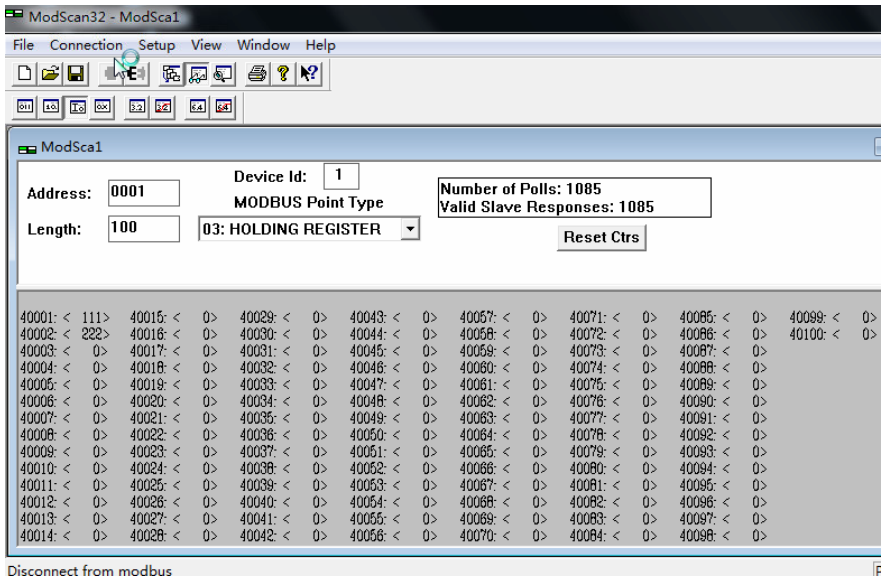 ModScan32 - ModSca1
File Connection Setup View Window Help
ModSca1
Address: 0001
Device Id: 1
MODBUS Point Type
Length: 100
03: HOLDING REGISTER
Number of Polls: 1085
Valid Slave Responses: 1085
Reset Ctrs
40001: < 111> 40015: < 0> 40029: < 0> 40043: < 0> 40057: < 0> 40071: < 0> 40085: < 0> 40099: < 0>
40002: < 222> 40016: < 0> 40030: < 0> 40044: < 0> 40058: < 0> 40072: < 0> 40086: < 0> 40100: < 0>
40003: < 0> 40017: < 0> 40031: < 0> 40045: < 0> 40059: < 0> 40073: < 0> 40087: < 0>
40004: < 0> 40018: < 0> 40032: < 0> 40046: < 0> 40060: < 0> 40074: < 0> 40088: < 0>
40005: < 0> 40019: < 0> 40033: < 0> 40047: < 0> 40061: < 0> 40075: < 0> 40089: < 0>
40006: < 0> 40020: < 0> 40034: < 0> 40048: < 0> 40062: < 0> 40076: < 0> 40090: < 0>
40007: < 0> 40021: < 0> 40035: < 0> 40049: < 0> 40063: < 0> 40077: < 0> 40091: < 0>
40008: < 0> 40022: < 0> 40036: < 0> 40050: < 0> 40064: < 0> 40078: < 0> 40092: < 0>
40009: < 0> 40023: < 0> 40037: < 0> 40051: < 0> 40065: < 0> 40079: < 0> 40093: < 0>
40010: < 0> 40024: < 0> 40038: < 0> 40052: < 0> 40066: < 0> 40080: < 0> 40094: < 0>
40011: < 0> 40025: < 0> 40039: < 0> 40053: < 0> 40067: < 0> 40081: < 0> 40095: < 0>
40012: < 0> 40026: < 0> 40040: < 0> 40054: < 0> 40068: < 0> 40082: < 0> 40096: < 0>
40013: < 0> 40027: < 0> 40041: < 0> 40055: < 0> 40069: < 0> 40083: < 0> 40097: < 0>
40014: < 0> 40028: < 0> 40042: < 0> 40056: < 0> 40070: < 0> 40084: < 0> 40098: < 0>
Disconnect from modbus